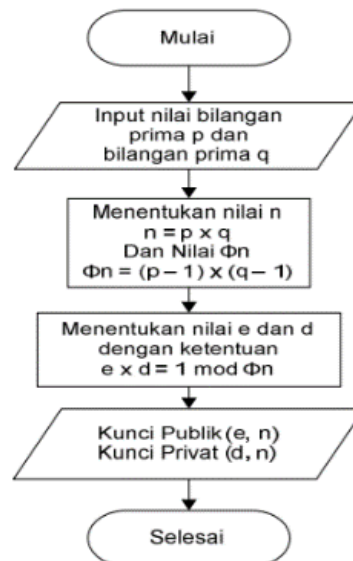 Mulai
Input nilai bilangan
prima p dan
bilangan prima q
Menentukan nilai n
n = p x q
Dan Nilai Φn
Φn = (p – 1) x (q – 1)
Menentukan nilai e dan d
dengan ketentuan
e x d = 1 mod Φn
Kunci Publik (e, n)
Kunci Privat (d, n)
Selesai